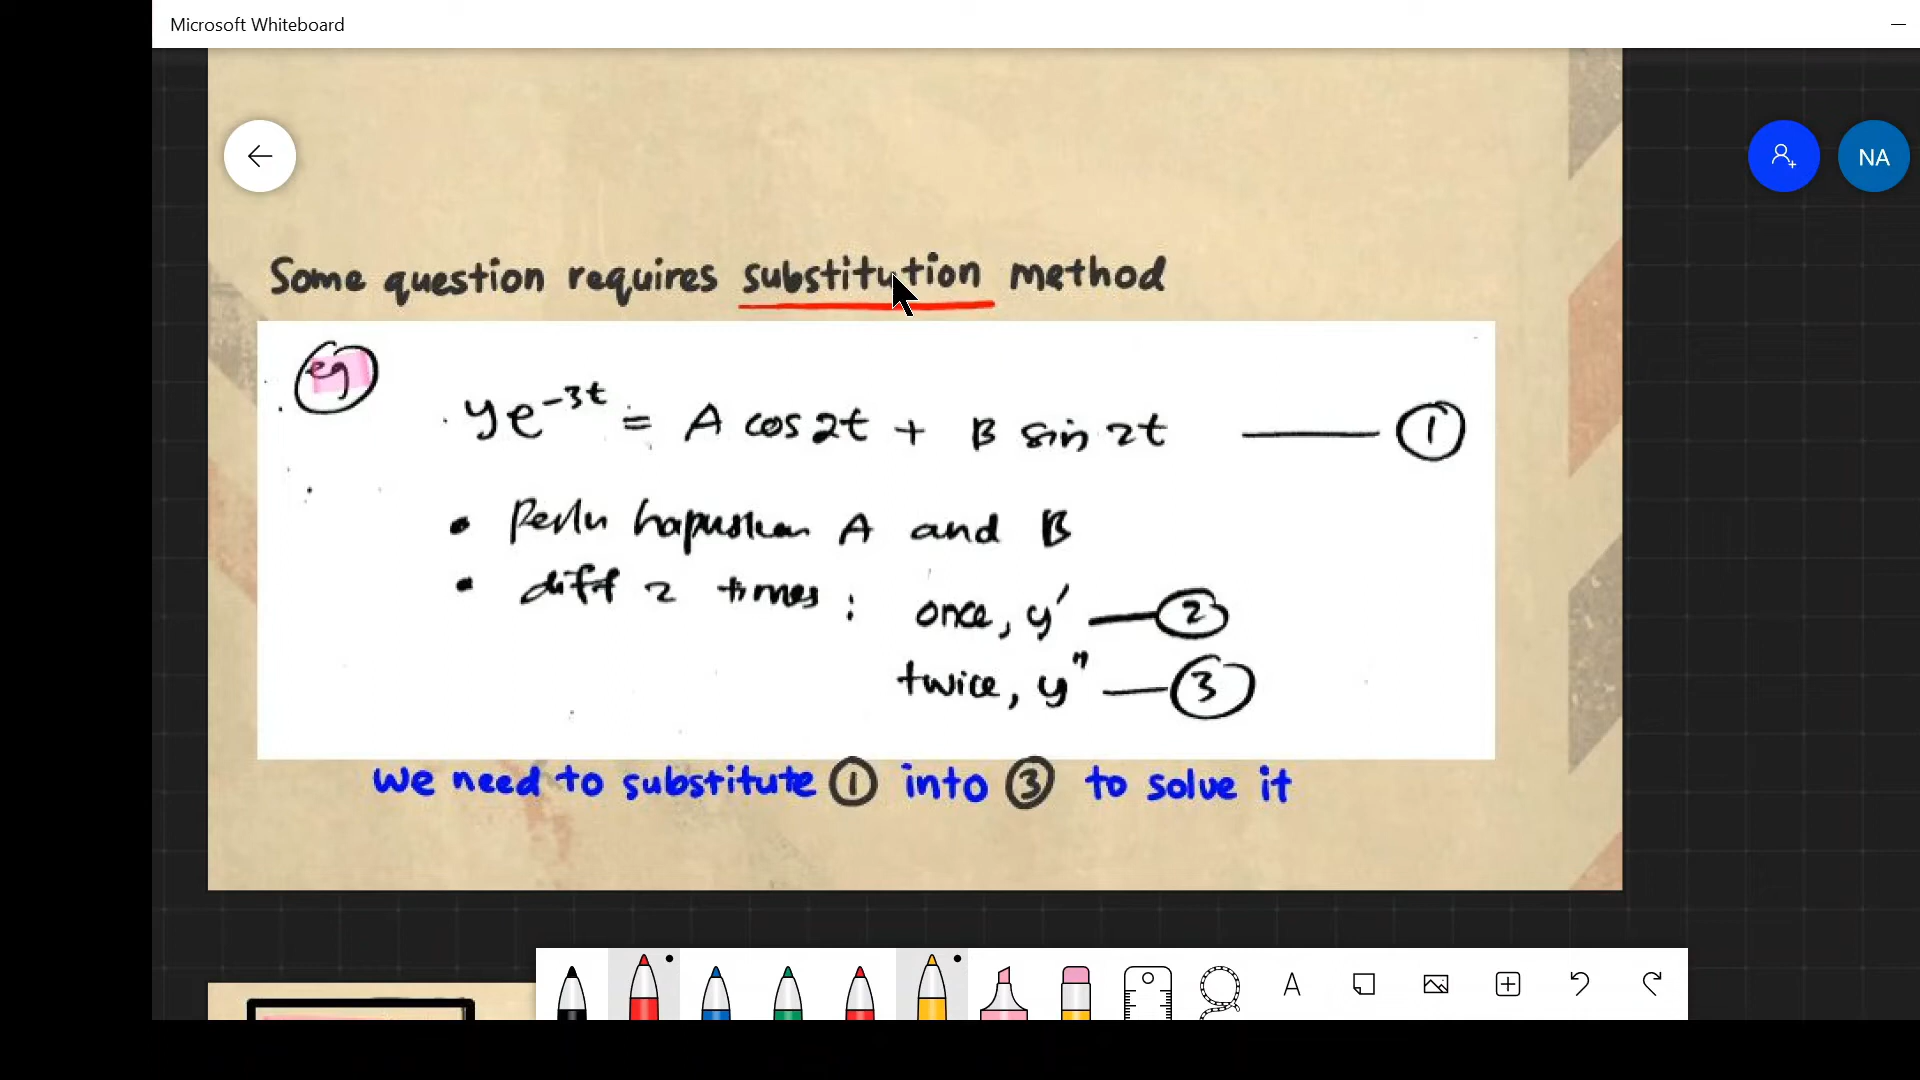 Microsoft Whiteboard
NA
Some question requires substitution method
eg
ye⁻³ᵗ = A cos 2t + B sin 2t ——— ①
• Perlu hapuskan A and B
• diff 2 times : once, y' — ②
twice, y" — ③
We need to substitute ① into ③ to solve it